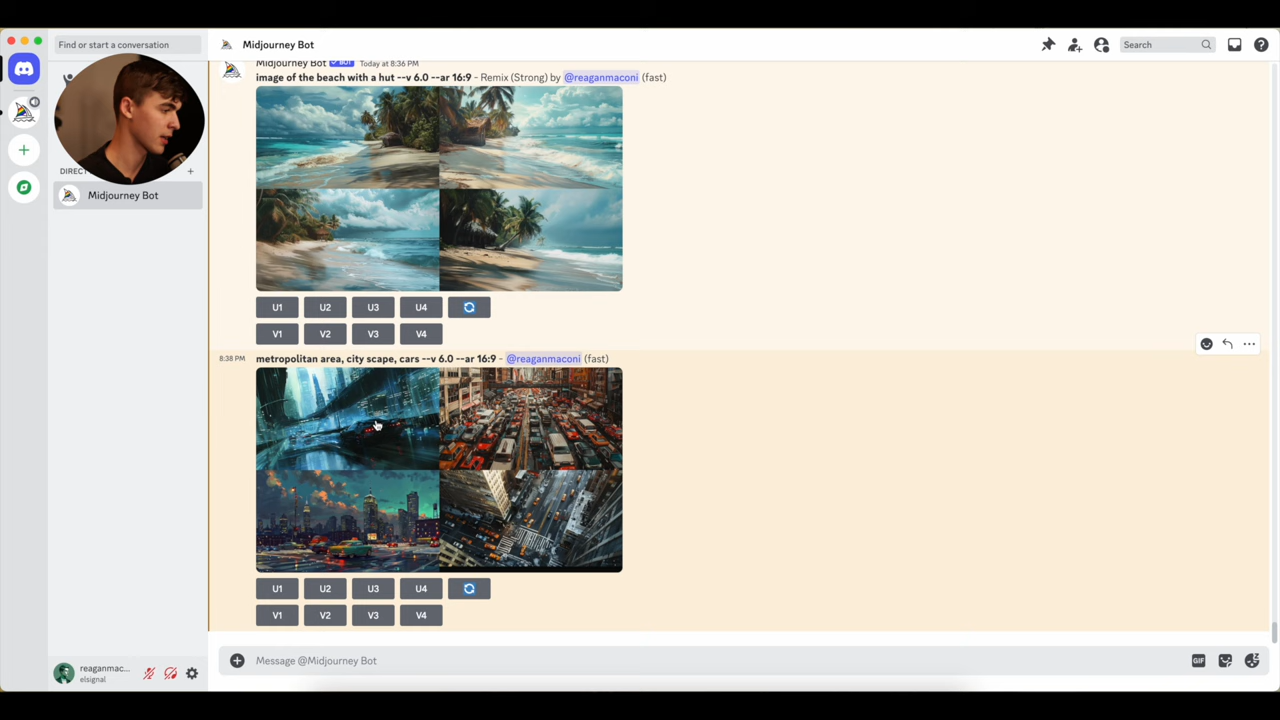 Find or start a conversation
Midjourney Bot
Search
DIREC
Midjourney Bot
Midjourney Bot BOT Today at 8:36 PM
image of the beach with a hut --v 6.0 --ar 16:9 - Remix (Strong) by @reaganmaconi (fast)
U1 U2 U3 U4
V1 V2 V3 V4
8:38 PM metropolitan area, city scape, cars --v 6.0 --ar 16:9 - @reaganmaconi (fast)
U1 U2 U3 U4
V1 V2 V3 V4
Message @Midjourney Bot
GIF
reaganmac...
elsignal